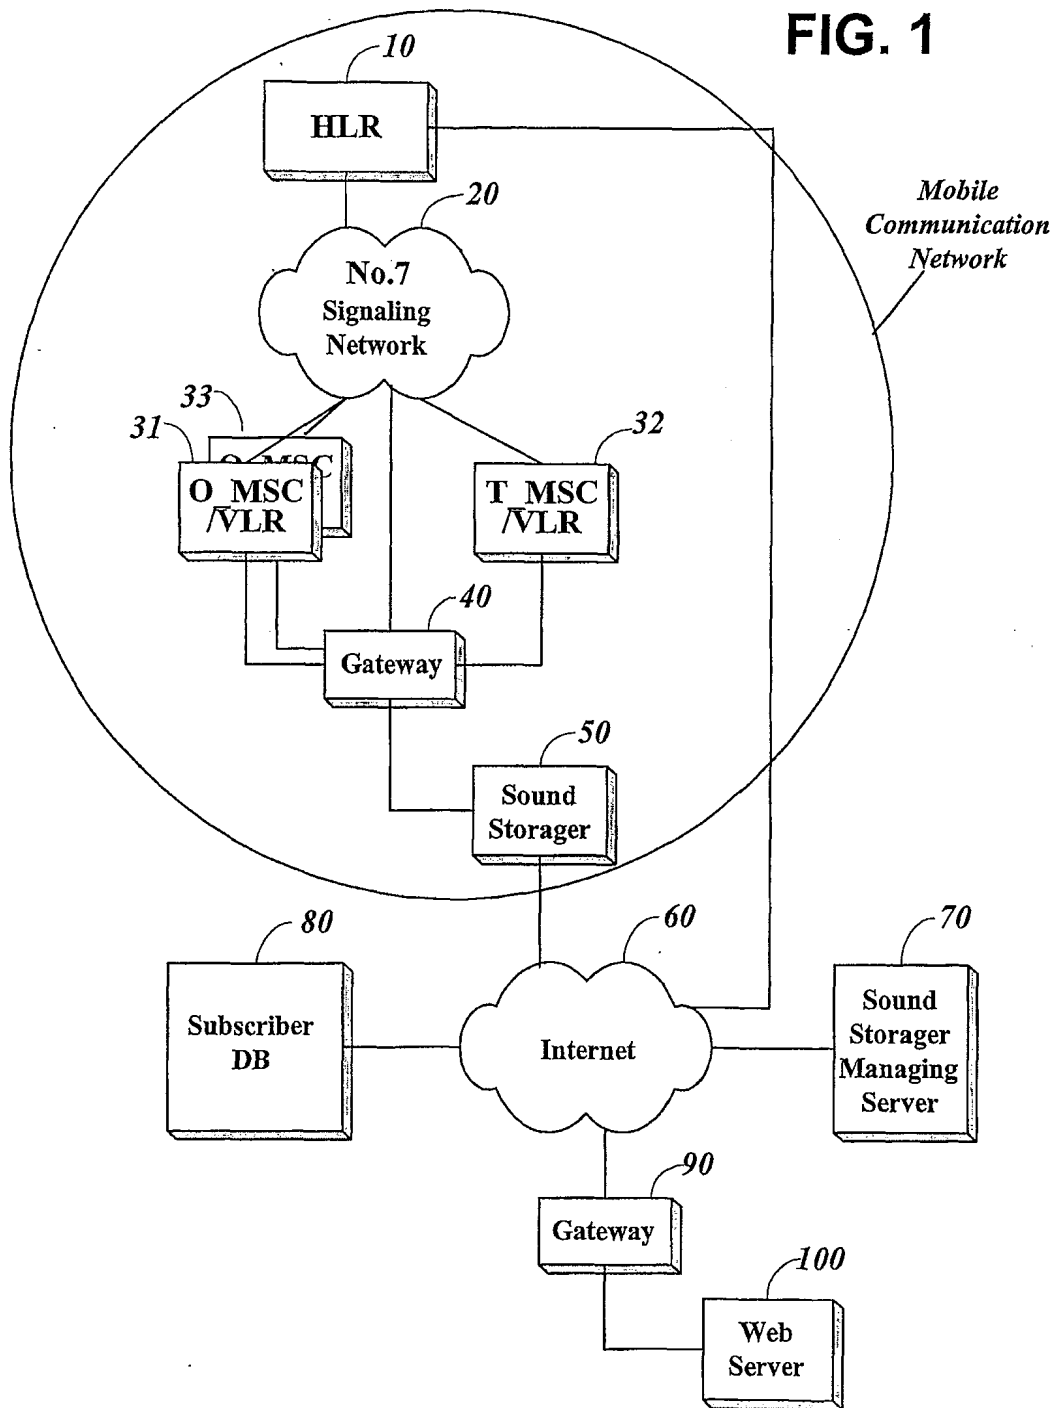 FIG. 1
10
HLR
20
Mobile
Communication
Network
No.7
Signaling
Network
33
31
32
O_MSC
O_MSC
/VLR
T_MSC
/VLR
40
Gateway
50
Sound
Storager
80
60
70
Subscriber
DB
Internet
Sound
Storager
Managing
Server
90
Gateway
100
Web
Server